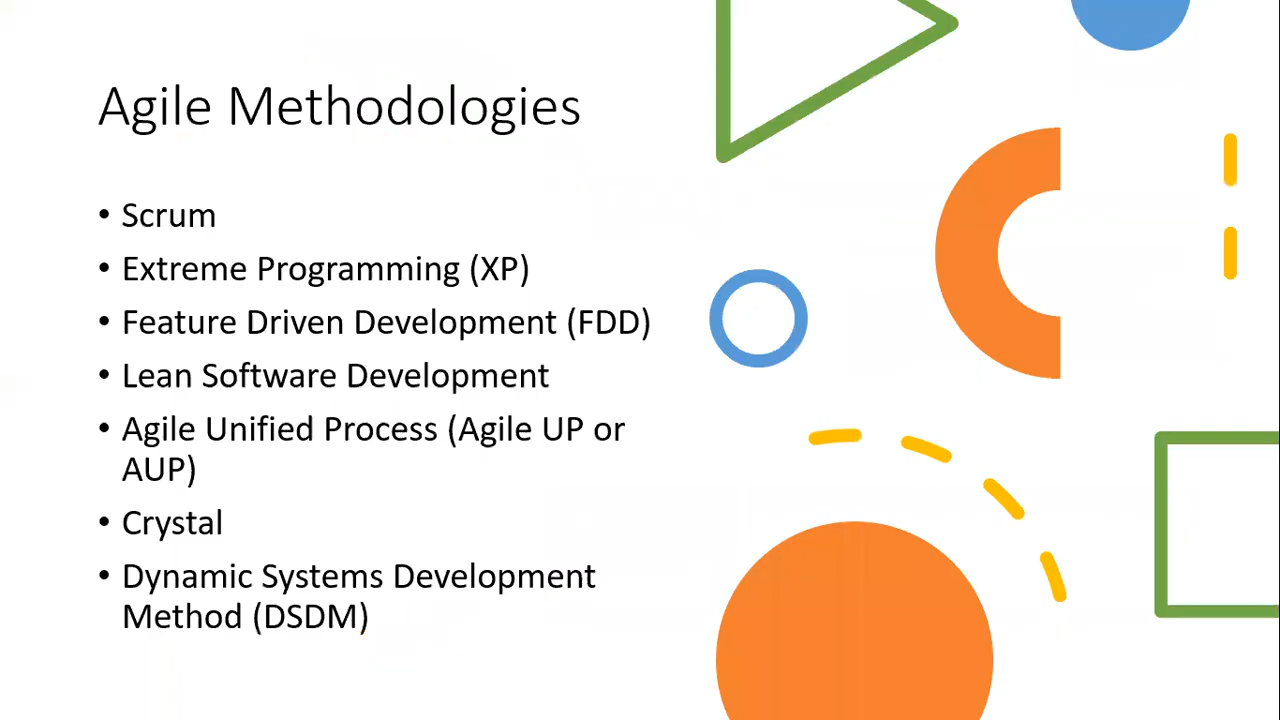 Agile Methodologies
• Scrum
• Extreme Programming (XP)
• Feature Driven Development (FDD)
• Lean Software Development
• Agile Unified Process (Agile UP or
AUP)
• Crystal
• Dynamic Systems Development
Method (DSDM)